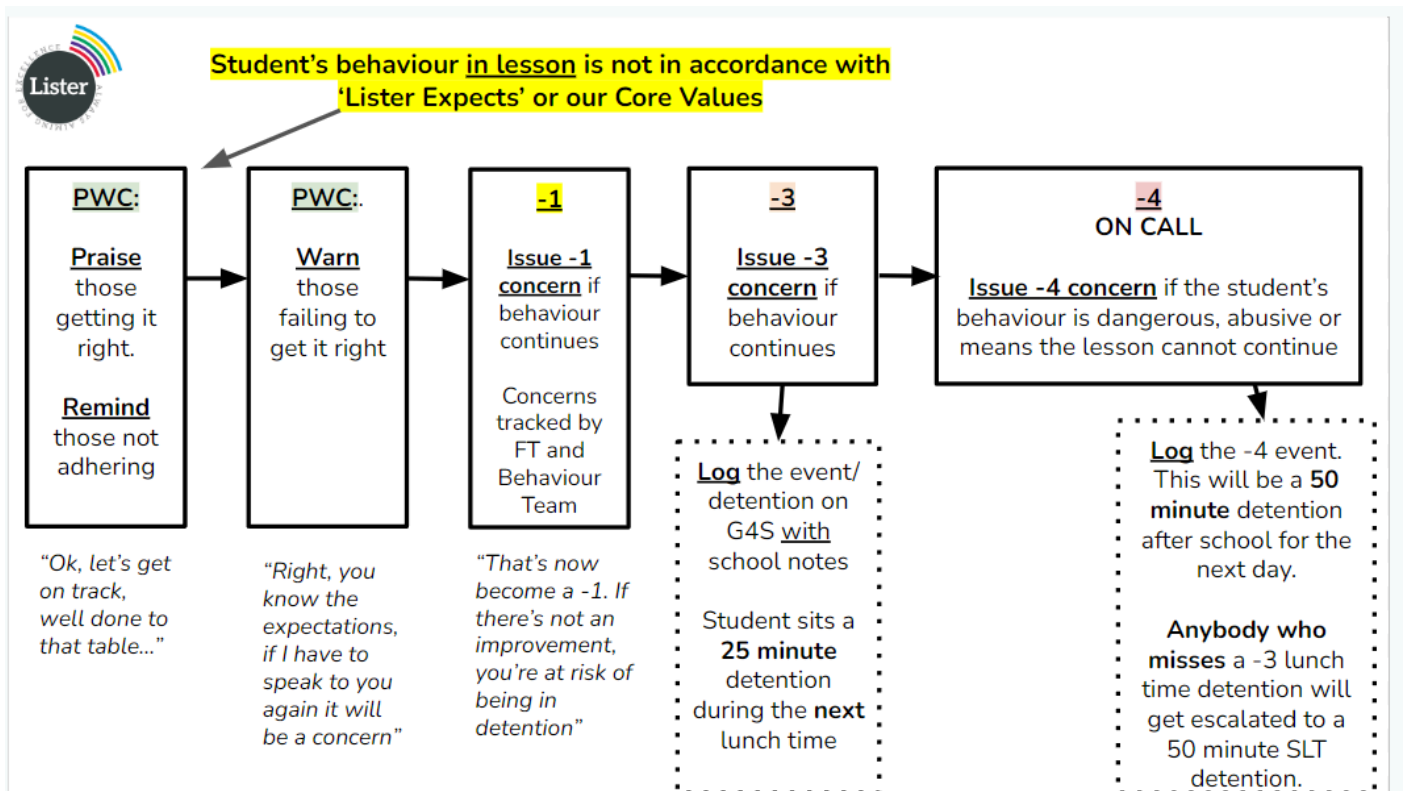 Lister
EXCELLENCE
ALWAYS AIMING FOR
Student’s behaviour in lesson is not in accordance with
‘Lister Expects’ or our Core Values
PWC:
Praise
those
getting it
right.
Remind
those not
adhering
“Ok, let’s get
on track,
well done to
that table...”
PWC:.
Warn
those
failing to
get it right
“Right, you
know the
expectations,
if I have to
speak to you
again it will
be a concern”
-1
Issue -1
concern if
behaviour
continues
Concerns
tracked by
FT and
Behaviour
Team
“That’s now
become a -1. If
there’s not an
improvement,
you’re at risk of
being in
detention”
-3
Issue -3
concern if
behaviour
continues
Log the event/
detention on
G4S with
school notes
Student sits a
25 minute
detention
during the next
lunch time
-4
ON CALL
Issue -4 concern if the student’s
behaviour is dangerous, abusive or
means the lesson cannot continue
Log the -4 event.
This will be a 50
minute detention
after school for the
next day.
Anybody who
misses a -3 lunch
time detention will
get escalated to a
50 minute SLT
detention.